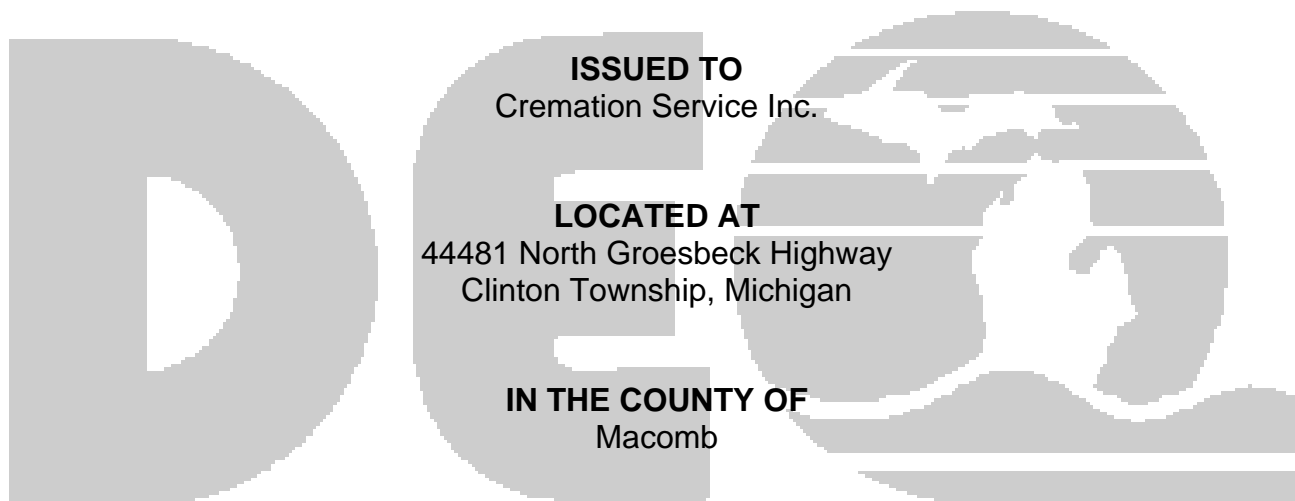 DEQ
ISSUED TO
Cremation Service Inc.
LOCATED AT
44481 North Groesbeck Highway
Clinton Township, Michigan
IN THE COUNTY OF
Macomb